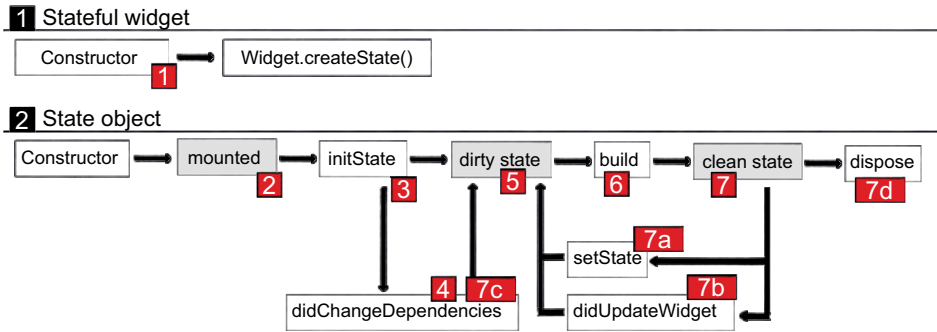 1 Stateful widget
Constructor Widget.createState()
1
2 State object
Constructor mounted initState dirty state build clean state dispose
2 3 5 6 7 7d
7a
setState
4 7c 7b
didChangeDependencies didUpdateWidget